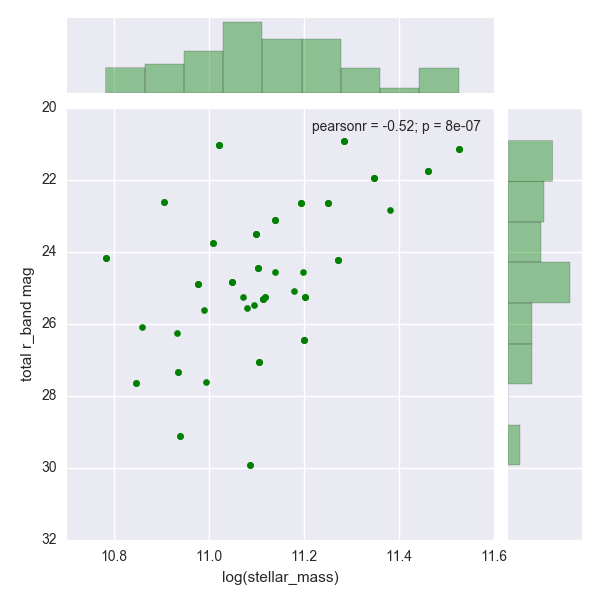 pearsonr = -0.52; p = 8e-07
20
22
24
26
28
30
32
total r_band mag
10.8 11.0 11.2 11.4 11.6
log(stellar_mass)